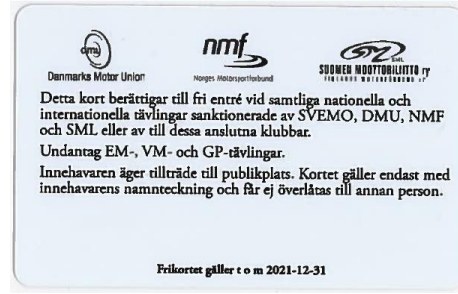 dmu
nmf
SML
Danmarks Motor Union
Norges Motorsportforbund
SUOMEN MOOTTORILIITTO ry
Detta kort berättigar till fri entré vid samtliga nationella och
internationella tävlingar sanktionerade av SVEMO, DMU, NMF
och SML eller av till dessa anslutna klubbar.
Undantag EM-, VM- och GP-tävlingar.
Innehavaren äger tillträde till publikplats. Kortet gäller endast med
innehavarens namnteckning och får ej överlåtas till annan person.
Frikortet gäller t o m 2021-12-31